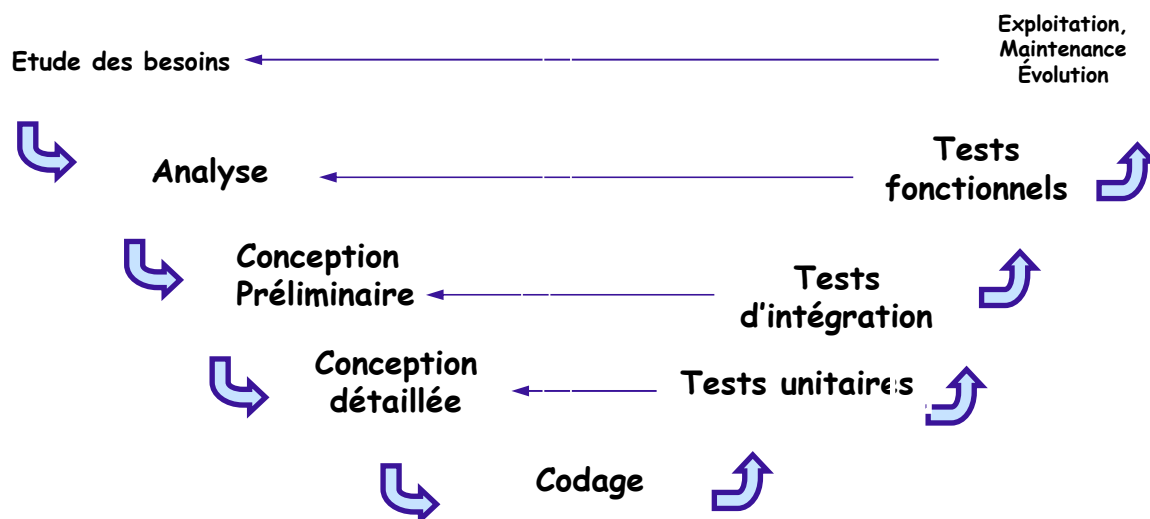 Exploitation,
Maintenance
Évolution
Etude des besoins
Analyse
Tests
fonctionnels
Conception
Préliminaire
Tests
d'intégration
Conception
détaillée
Tests unitaires
Codage